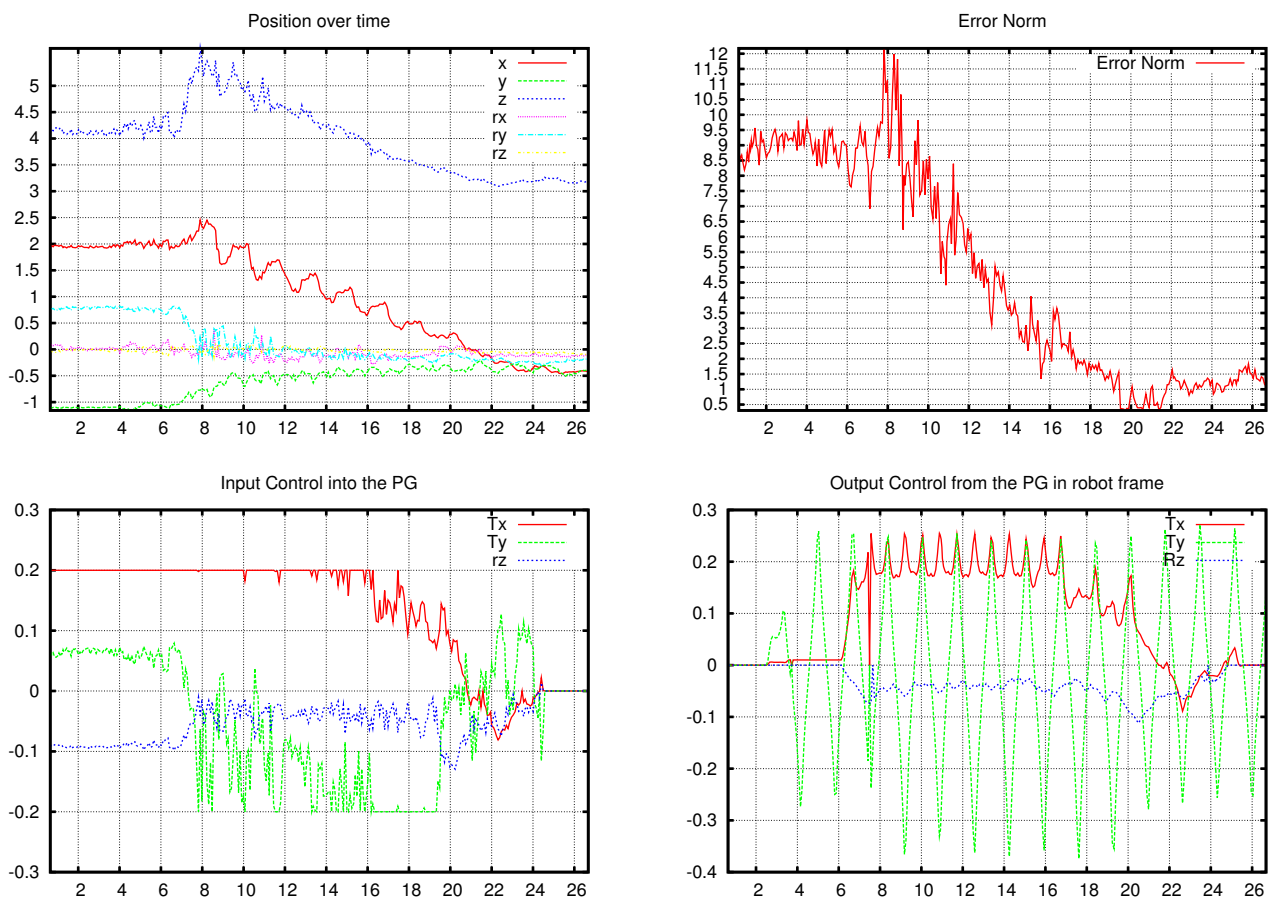 Position over time
5
4.5
4
3.5
3
2.5
2
1.5
1
0.5
0
-0.5
-1
x
y
z
rx
ry
rz
2 4 6 8 10 12 14 16 18 20 22 24 26
Error Norm
12
11.5
11
10.5
10
9.5
9
8.5
8
7.5
7
6.5
6
5.5
5
4.5
4
3.5
3
2.5
2
1.5
1
0.5
Error Norm
2 4 6 8 10 12 14 16 18 20 22 24 26
Input Control into the PG
0.3
0.2
0.1
0
-0.1
-0.2
-0.3
Tx
Ty
rz
2 4 6 8 10 12 14 16 18 20 22 24 26
Output Control from the PG in robot frame
0.3
0.2
0.1
0
-0.1
-0.2
-0.3
-0.4
Tx
Ty
Rz
2 4 6 8 10 12 14 16 18 20 22 24 26